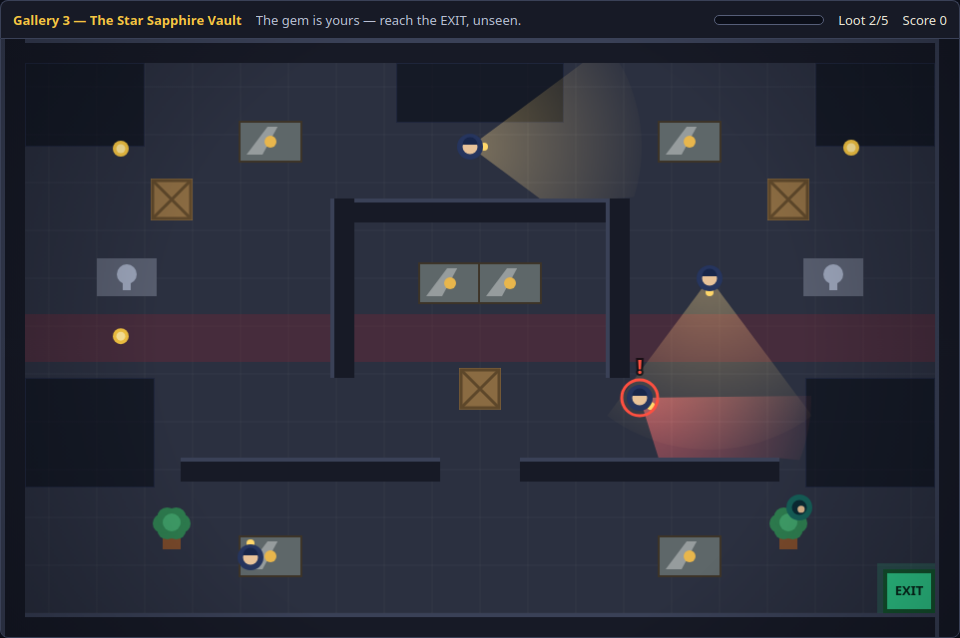 Gallery 3 — The Star Sapphire Vault The gem is yours — reach the EXIT, unseen. Loot 2/5 Score 0
!
EXIT